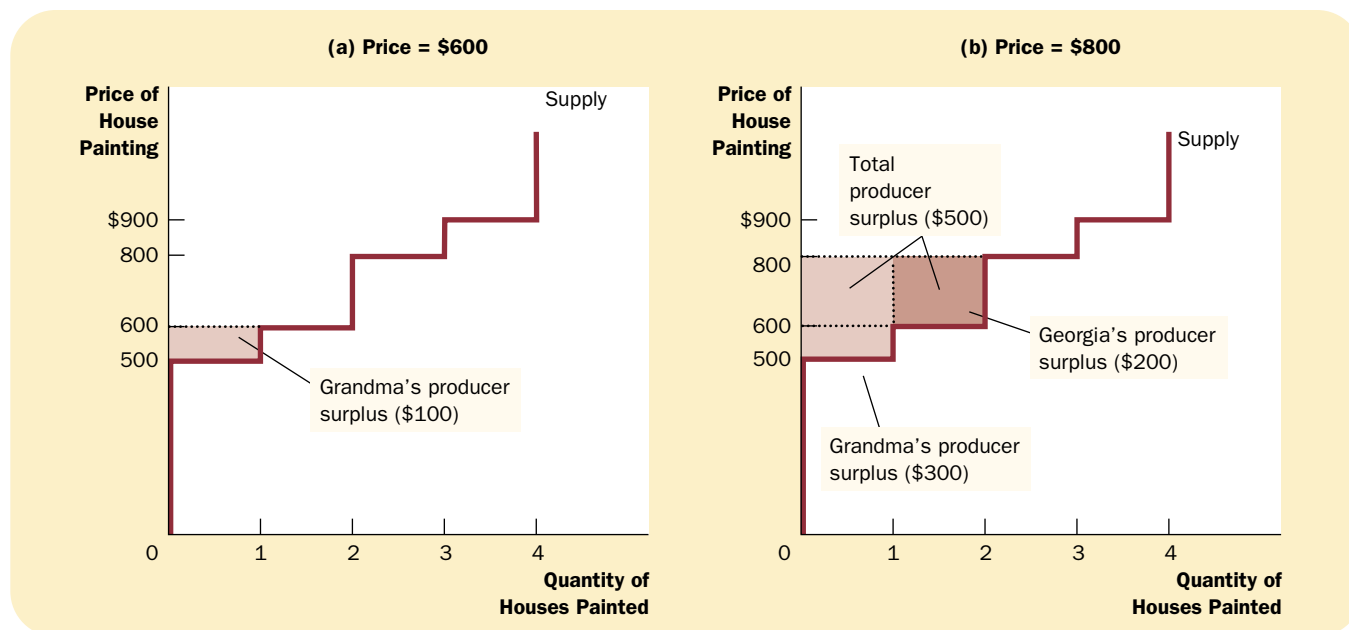 (a) Price = $600
Price of
House
Painting
Supply
$900
800
600
500
Grandma’s producer
surplus ($100)
0
1
2
3
4
Quantity of
Houses Painted
(b) Price = $800
Price of
House
Painting
Supply
Total
producer
surplus ($500)
$900
800
600
500
Georgia’s producer
surplus ($200)
Grandma’s producer
surplus ($300)
0
1
2
3
4
Quantity of
Houses Painted